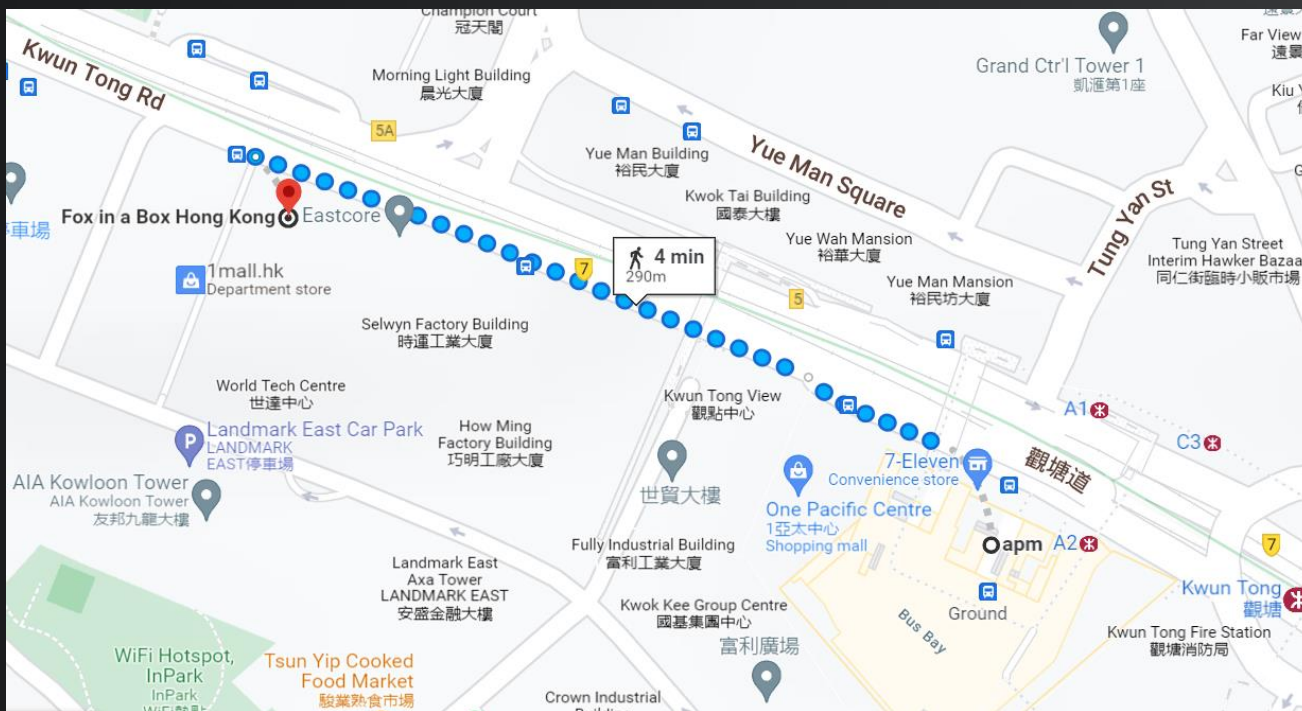 Champion Court
冠天閣
Kwun Tong Rd
Morning Light Building
晨光大廈
5A
Grand Ctr'l Tower 1
凱滙第1座
Far View
遠景
Yue Man Building
裕民大廈
Yue Man Square
Kwok Tai Building
國泰大樓
Tung Yan St
Fox in a Box Hong Kong
Eastcore
車場
Yue Wah Mansion
裕華大廈
Tung Yan Street
Interim Hawker Bazaa
同仁街臨時小販市場
4 min
290m
7
1mall.hk
Department store
Yue Man Mansion
裕民坊大廈
5
Selwyn Factory Building
時運工業大廈
World Tech Centre
世達中心
Kwun Tong View
觀點中心
A1
Landmark East Car Park
LANDMARK
EAST停車場
How Ming
Factory Building
巧明工廠大廈
C3
觀塘道
7-Eleven
Convenience store
AIA Kowloon Tower
AIA Kowloon Tower
友邦九龍大樓
世貿大樓
One Pacific Centre
1亞太中心
Shopping mall
apm
A2
7
Fully Industrial Building
富利工業大廈
Landmark East
Axa Tower
LANDMARK EAST
安盛金融大樓
Kwun Tong
觀塘
Kwok Kee Group Centre
國基集團中心
Ground
Bus Bay
Kwun Tong Fire Station
觀塘消防局
富利廣場
WiFi Hotspot,
InPark
InPark
Tsun Yip Cooked
Food Market
駿業熟食市場
Crown Industrial